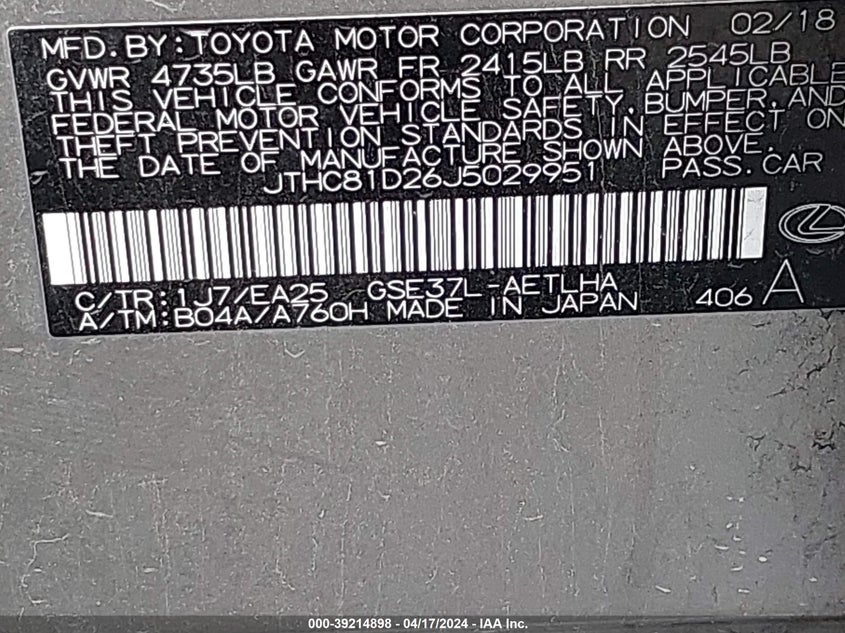 MFD.BY:TOYOTA MOTOR CORPORATION 02/18
GVWR 4735LB GAWR FR 2415LB RR 2545LB
THIS VEHICLE CONFORMS TO ALL APPLICABLE
FEDERAL MOTOR VEHICLE SAFETY,BUMPER,AND
THEFT PREVENTION STANDARDS IN EFFECT ON
THE DATE OF MANUFACTURE SHOWN ABOVE.
JTHC81D26J5029951 PASS.CAR
C/TR:1J7/EA25 GSE37L-AETLHA
A/TM:B04A/A760H MADE IN JAPAN 406 A
000-39214898 - 04/17/2024 - IAA Inc.